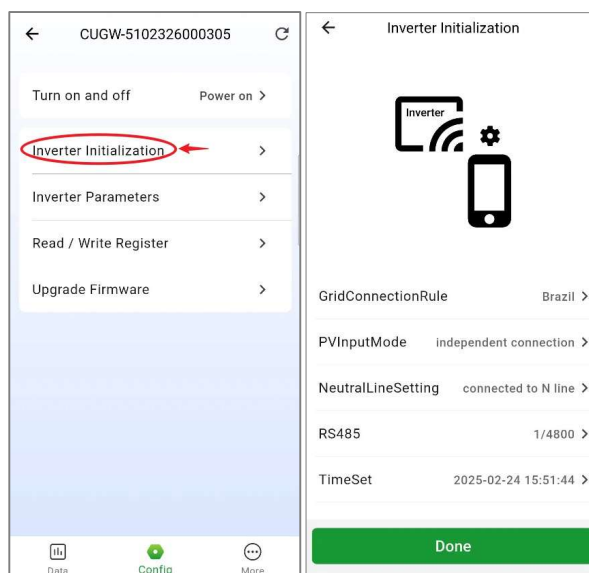 CUGW-5102326000305
Turn on and off Power on
Inverter Initialization
Inverter Parameters
Read / Write Register
Upgrade Firmware
Data Config More
Inverter Initialization
Inverter
GridConnectionRule Brazil
PVInputMode independent connection
NeutralLineSetting connected to N line
RS485 1/4800
TimeSet 2025-02-24 15:51:44
Done